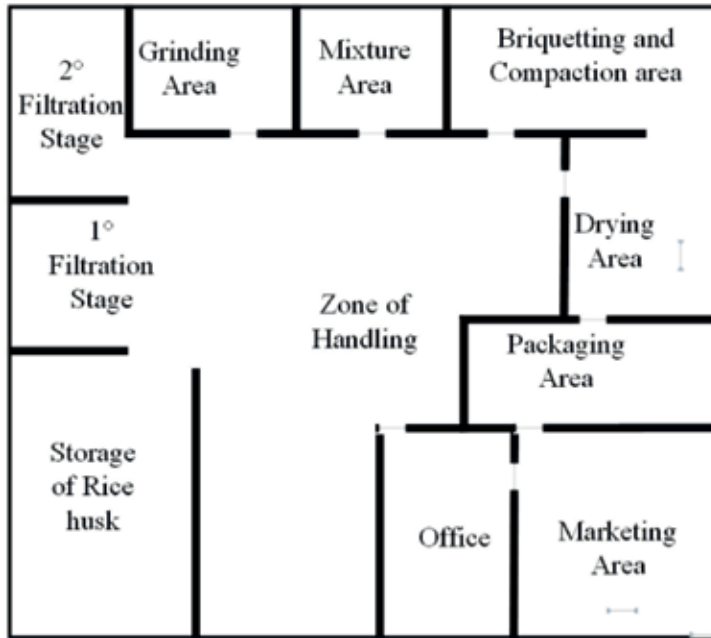 2°
Filtration
Stage
Grinding
Area
Mixture
Area
Briquetting and
Compaction area
1°
Filtration
Stage
Drying
Area
Zone of
Handling
Packaging
Area
Storage
of Rice
husk
Office
Marketing
Area